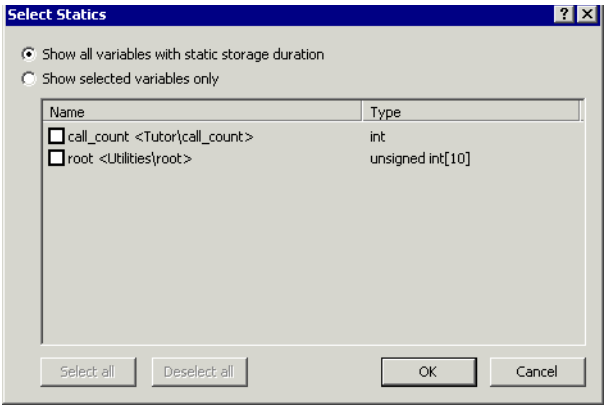 Select Statics
Show all variables with static storage duration
Show selected variables only
Name Type
call_count <Tutor\call_count> int
root <Utilities\root> unsigned int[10]
Select all Deselect all OK Cancel